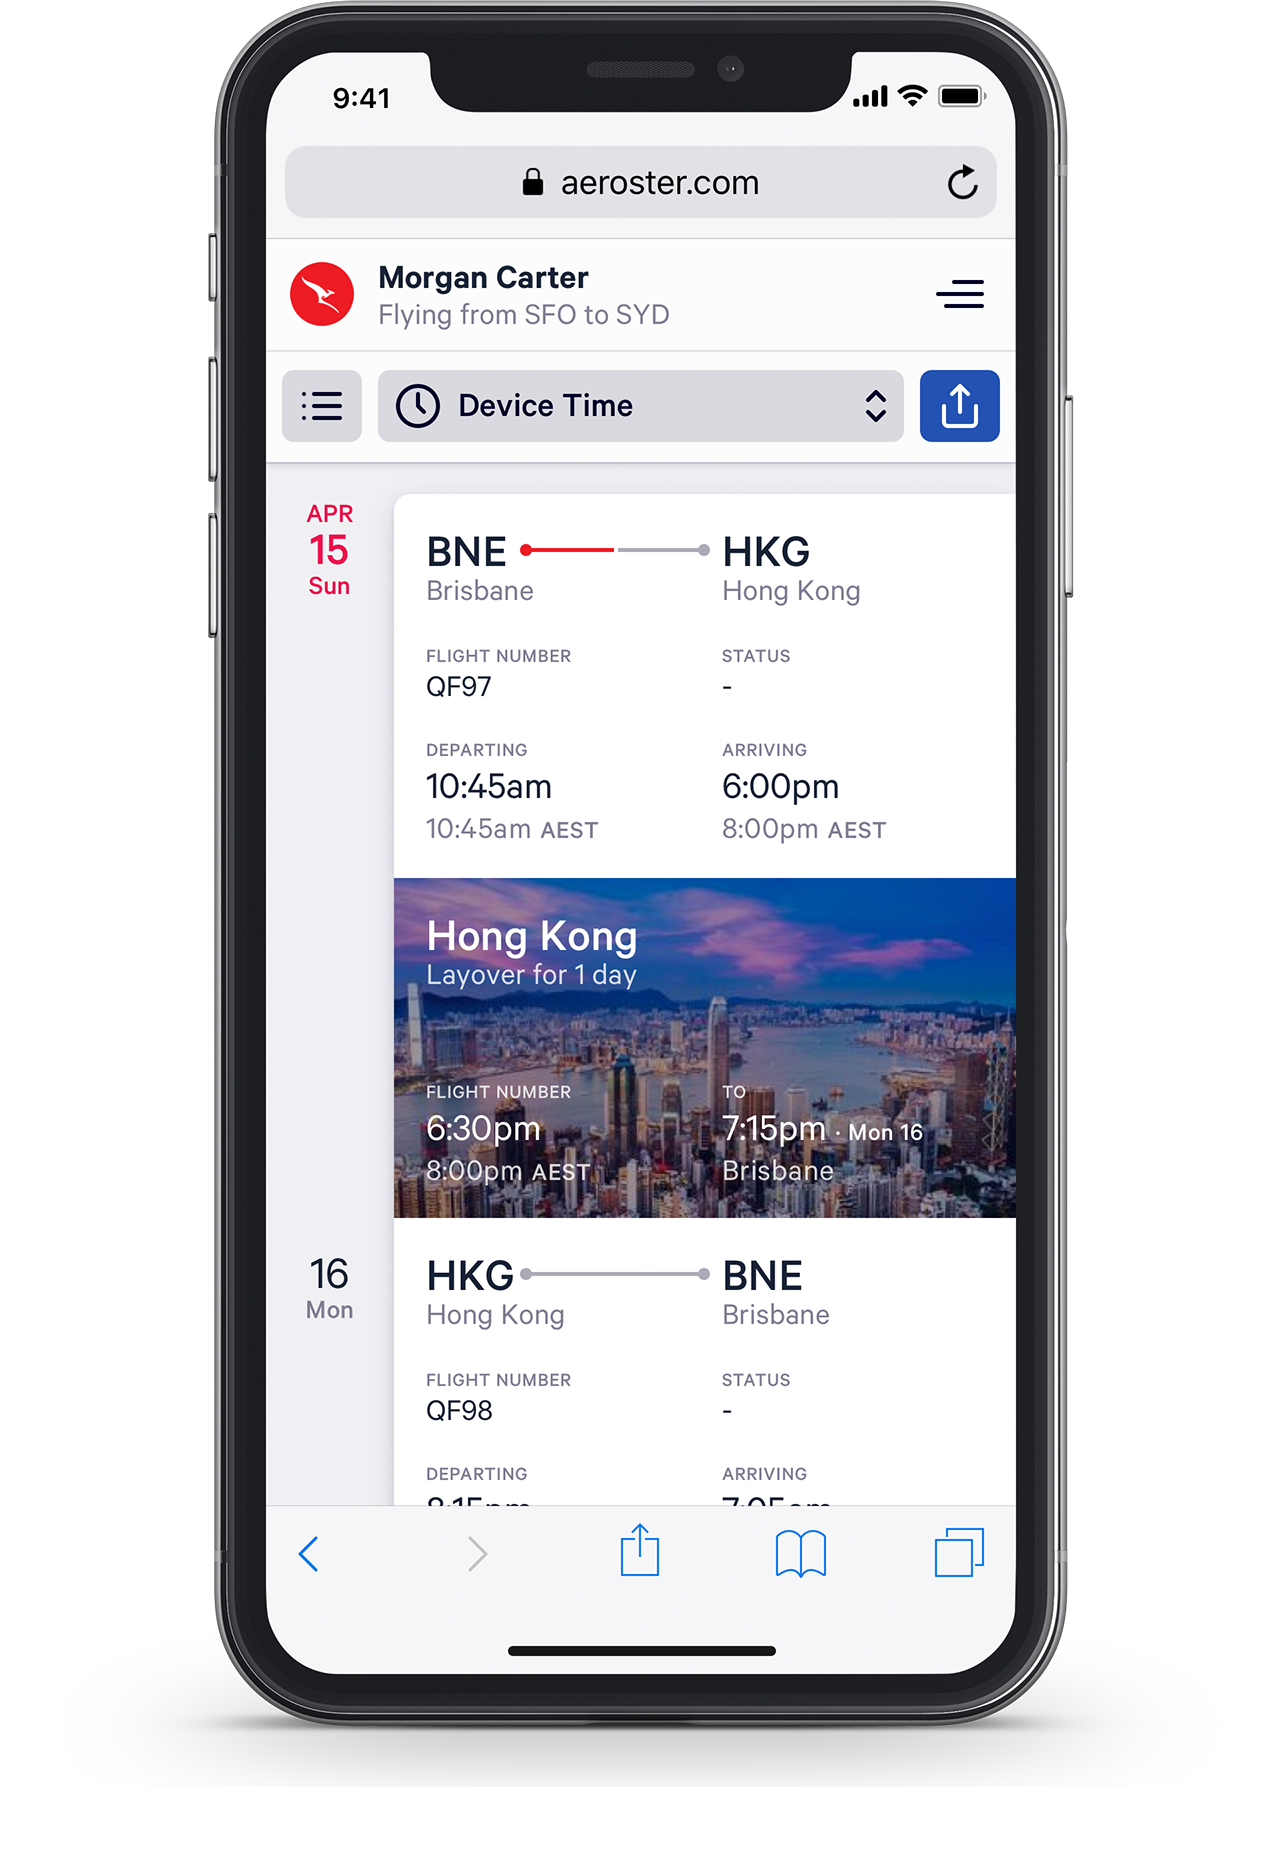 9:41
aeroster.com
Morgan Carter
Flying from SFO to SYD
Device Time
APR
15
Sun
BNE HKG
Brisbane Hong Kong
FLIGHT NUMBER STATUS
QF97 -
DEPARTING ARRIVING
10:45am 6:00pm
10:45am AEST 8:00pm AEST
Hong Kong
Layover for 1 day
FLIGHT NUMBER TO
6:30pm 7:15pm · Mon 16
8:00pm AEST Brisbane
16
Mon
HKG BNE
Hong Kong Brisbane
FLIGHT NUMBER STATUS
QF98 -
DEPARTING ARRIVING